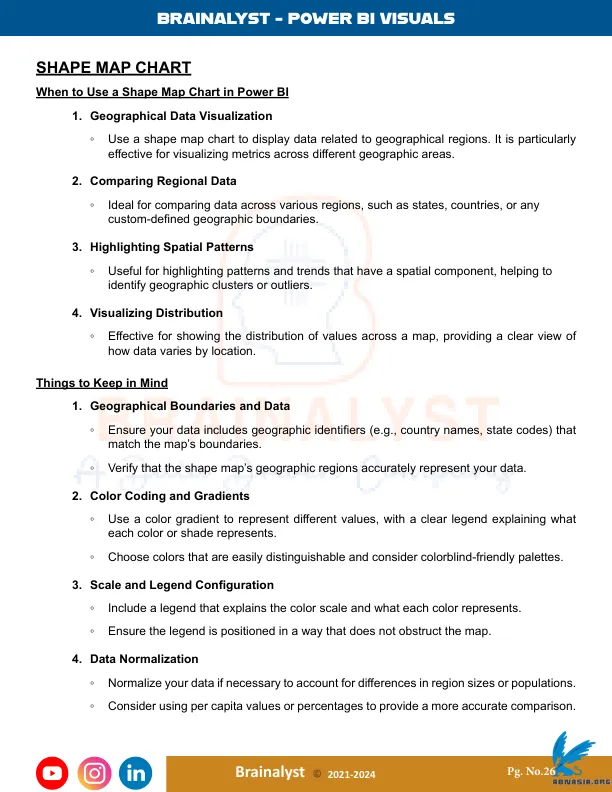 BRAINALYST - POWER BI VISUALS
SHAPE MAP CHART
When to Use a Shape Map Chart in Power BI
1. Geographical Data Visualization
◦ Use a shape map chart to display data related to geographical regions. It is particularly
effective for visualizing metrics across different geographic areas.
2. Comparing Regional Data
◦ Ideal for comparing data across various regions, such as states, countries, or any
custom-defined geographic boundaries.
3. Highlighting Spatial Patterns
◦ Useful for highlighting patterns and trends that have a spatial component, helping to
identify geographic clusters or outliers.
4. Visualizing Distribution
◦ Effective for showing the distribution of values across a map, providing a clear view of
how data varies by location.
Things to Keep in Mind
1. Geographical Boundaries and Data
◦ Ensure your data includes geographic identifiers (e.g., country names, state codes) that
match the map’s boundaries.
BRAINALYST
◦ Verify that the shape map’s geographic regions accurately represent your data.
A Data Driven Company
2. Color Coding and Gradients
◦ Use a color gradient to represent different values, with a clear legend explaining what
each color or shade represents.
◦ Choose colors that are easily distinguishable and consider colorblind-friendly palettes.
3. Scale and Legend Configuration
◦ Include a legend that explains the color scale and what each color represents.
◦ Ensure the legend is positioned in a way that does not obstruct the map.
4. Data Normalization
◦ Normalize your data if necessary to account for differences in region sizes or populations.
◦ Consider using per capita values or percentages to provide a more accurate comparison.
in
Brainalyst © 2021-2024
Pg. No.26
ABNASIA.ORG